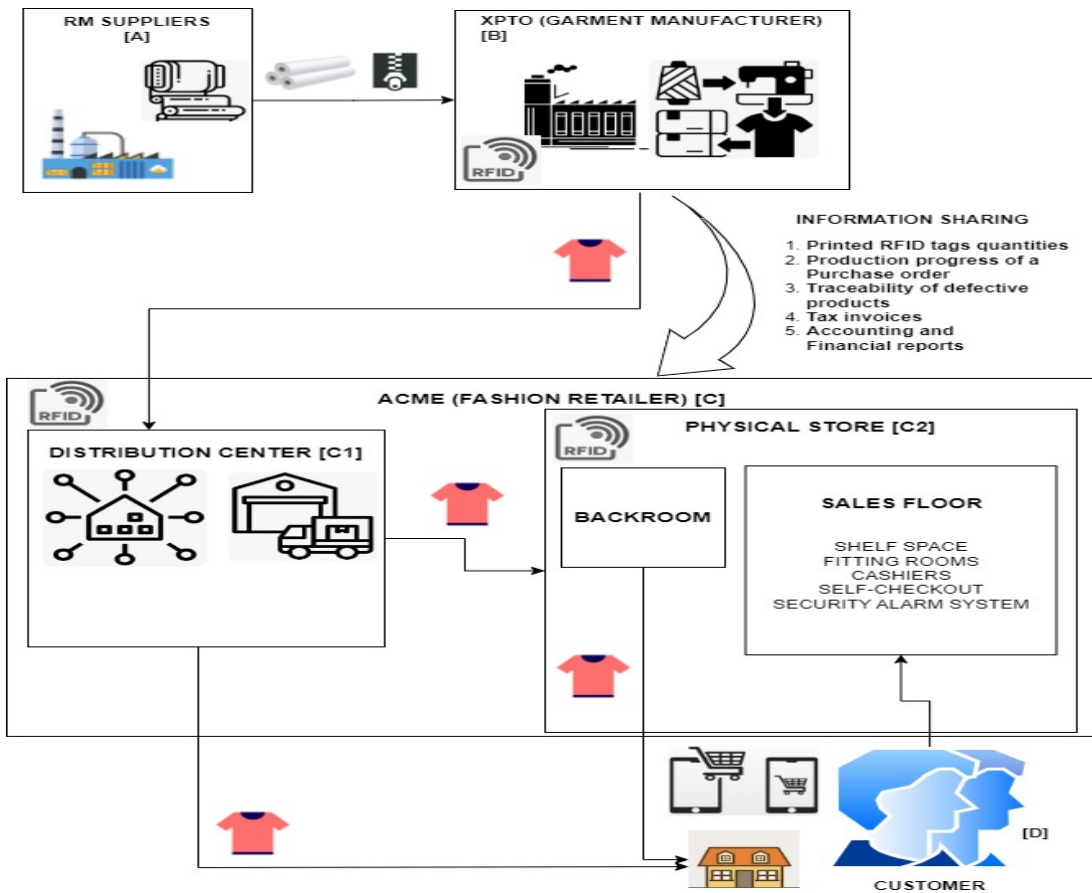 RM SUPPLIERS
[A]
XPTO (GARMENT MANUFACTURER)
[B]
RFID
INFORMATION SHARING
1. Printed RFID tags quantities
2. Production progress of a
Purchase order
3. Traceability of defective
products
4. Tax invoices
5. Accounting and
Financial reports
RFID
ACME (FASHION RETAILER) [C]
DISTRIBUTION CENTER [C1]
RFID
PHYSICAL STORE [C2]
BACKROOM
SALES FLOOR
SHELF SPACE
FITTING ROOMS
CASHIERS
SELF-CHECKOUT
SECURITY ALARM SYSTEM
[D]
CUSTOMER